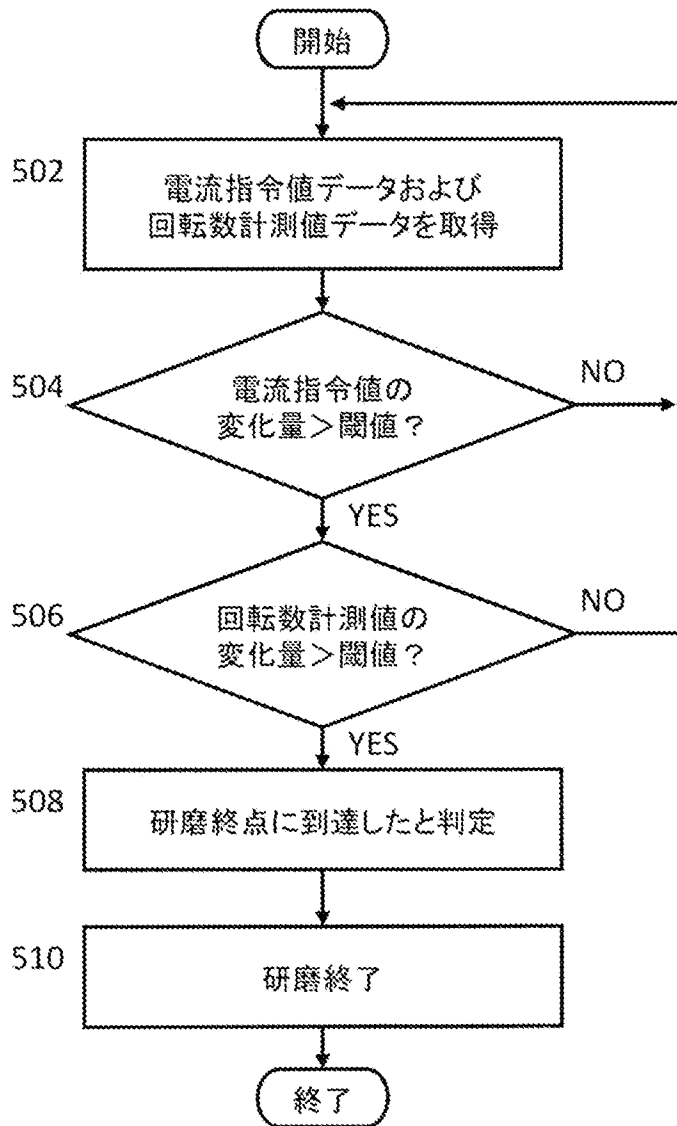 開始
502
電流指令値データおよび
回転数計測値データを取得
504
電流指令値の
変化量＞閾値？
NO
YES
506
回転数計測値の
変化量＞閾値？
NO
YES
508
研磨終点に到達したと判定
510
研磨終了
終了